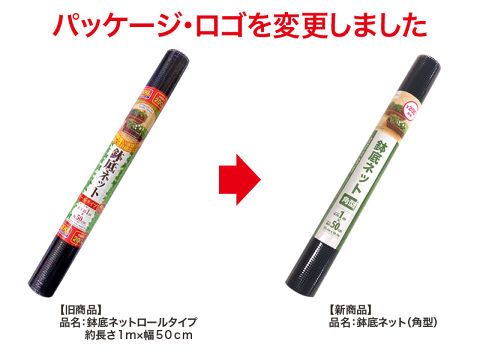 パッケージ・ロゴを変更しました
鉢底ネット
鉢底ネット
角型
1m
50cm
【旧商品】
品名：鉢底ネットロールタイプ
約長さ1m×幅50cm
【新商品】
品名：鉢底ネット（角型）